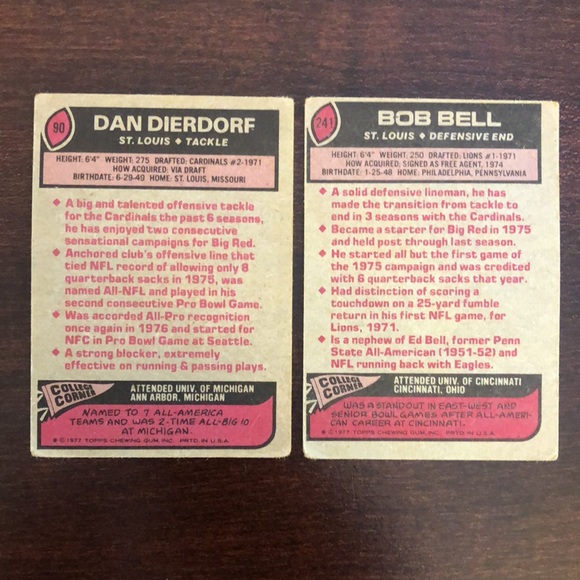 90
DAN DIERDORF
ST. LOUIS ◆ TACKLE
HEIGHT: 6'4" WEIGHT: 275 DRAFTED: CARDINALS #2-1971
HOW ACQUIRED: VIA DRAFT
BIRTHDATE: 6-29-49 HOME: ST. LOUIS, MISSOURI
◆ A big and talented offensive tackle
for the Cardinals the past 6 seasons,
he has enjoyed two consecutive
sensational campaigns for Big Red.
◆ Anchored club's offensive line that
tied NFL record of allowing only 8
quarterback sacks in 1975, was
named All-NFL and played in his
second consecutive Pro Bowl Game.
◆ Was accorded All-Pro recognition
once again in 1976 and started for
NFC in Pro Bowl Game at Seattle.
◆ A strong blocker, extremely
effective on running & passing plays.
COLLEGE
CORNER
ATTENDED UNIV. OF MICHIGAN
ANN ARBOR, MICHIGAN
NAMED TO 7 ALL-AMERICA
TEAMS AND WAS 2-TIME ALL-BIG 10
AT MICHIGAN.
* © 1977 TOPPS CHEWING GUM, INC. PRTD. IN U.S.A.
241
BOB BELL
ST. LOUIS ◆ DEFENSIVE END
HEIGHT: 6'4" WEIGHT: 250 DRAFTED: LIONS #1-1971
HOW ACQUIRED: SIGNED AS FREE AGENT, 1974
BIRTHDATE: 1-25-48 HOME: PHILADELPHIA, PENNSYLVANIA
◆ A solid defensive lineman, he has
made the transition from tackle to
end in 3 seasons with the Cardinals.
◆ Became a starter for Big Red in 1975
and held post through last season.
◆ He started all but the first game of
the 1975 campaign and was credited
with 6 quarterback sacks that year.
◆ Had distinction of scoring a
touchdown on a 25-yard fumble
return in his first NFL game, for
Lions, 1971.
◆ Is a nephew of Ed Bell, former Penn
State All-American (1951-52) and
NFL running back with Eagles.
COLLEGE
CORNER
ATTENDED UNIV. OF CINCINNATI
CINCINNATI, OHIO
WAS A STANDOUT IN EAST-WEST AND
SENIOR BOWL GAMES AFTER ALL-AMERI-
CAN CAREER AT CINCINNATI.
* © 1977 TOPPS CHEWING GUM, INC. PRTD. IN U.S.A.